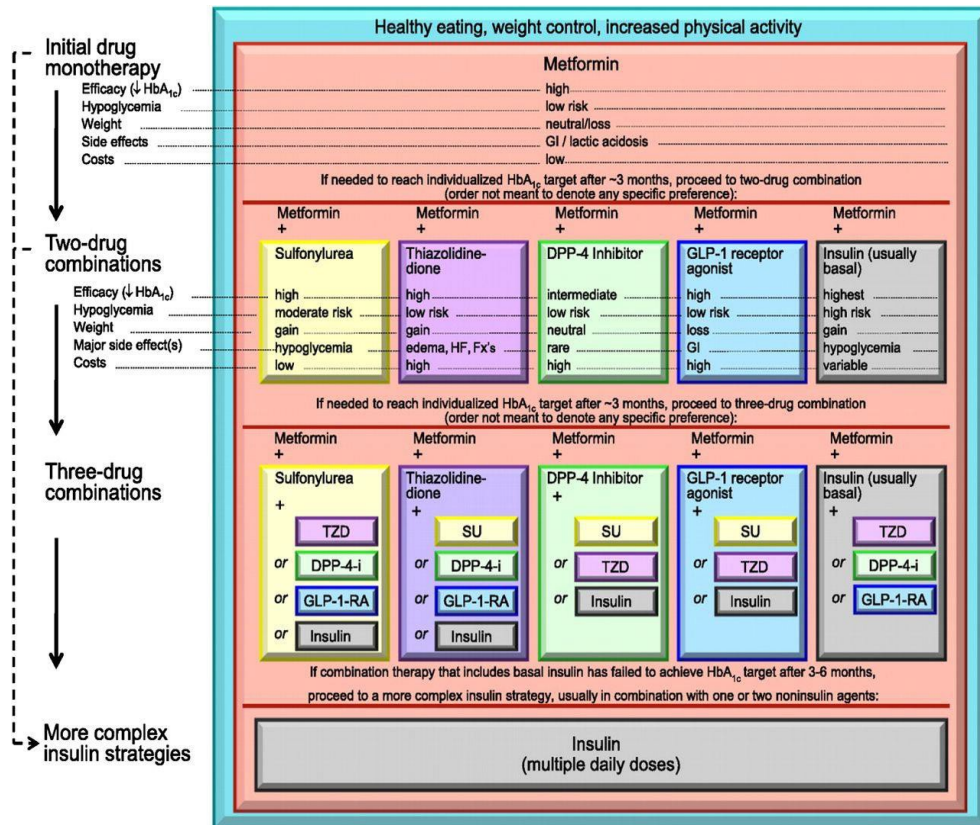 Healthy eating, weight control, increased physical activity
Initial drug
monotherapy
Metformin
Efficacy (↓ HbA1c) high
Hypoglycemia low risk
Weight neutral/loss
Side effects GI / lactic acidosis
Costs low
If needed to reach individualized HbA1c target after ~3 months, proceed to two-drug combination
(order not meant to denote any specific preference):
Metformin Metformin Metformin Metformin Metformin
+ + + + +
Two-drug
combinations
Sulfonylurea Thiazolidine- DPP-4 Inhibitor GLP-1 receptor Insulin (usually
dione agonist basal)
Efficacy (↓HbA1c) high high intermediate high highest
Hypoglycemia moderate risk low risk low risk low risk high risk
Weight gain gain neutral loss gain
Major side effect(s) hypoglycemia edema, HF, Fx's rare GI hypoglycemia
Costs low high high high variable
If needed to reach individualized HbA1c target after ~3 months, proceed to three-drug combination
(order not meant to denote any specific preference):
Metformin Metformin Metformin Metformin Metformin
+ + + + +
Three-drug
combinations
Sulfonylurea Thiazolidine- DPP-4 Inhibitor GLP-1 receptor Insulin (usually
dione agonist basal)
+ + + + +
TZD SU SU SU TZD
or DPP-4-i or DPP-4-i or TZD or TZD or DPP-4-i
or GLP-1-RA or GLP-1-RA or Insulin or Insulin or GLP-1-RA
or Insulin or Insulin
If combination therapy that includes basal insulin has failed to achieve HbA1c target after 3-6 months,
proceed to a more complex insulin strategy, usually in combination with one or two noninsulin agents:
More complex
insulin strategies
Insulin
(multiple daily doses)